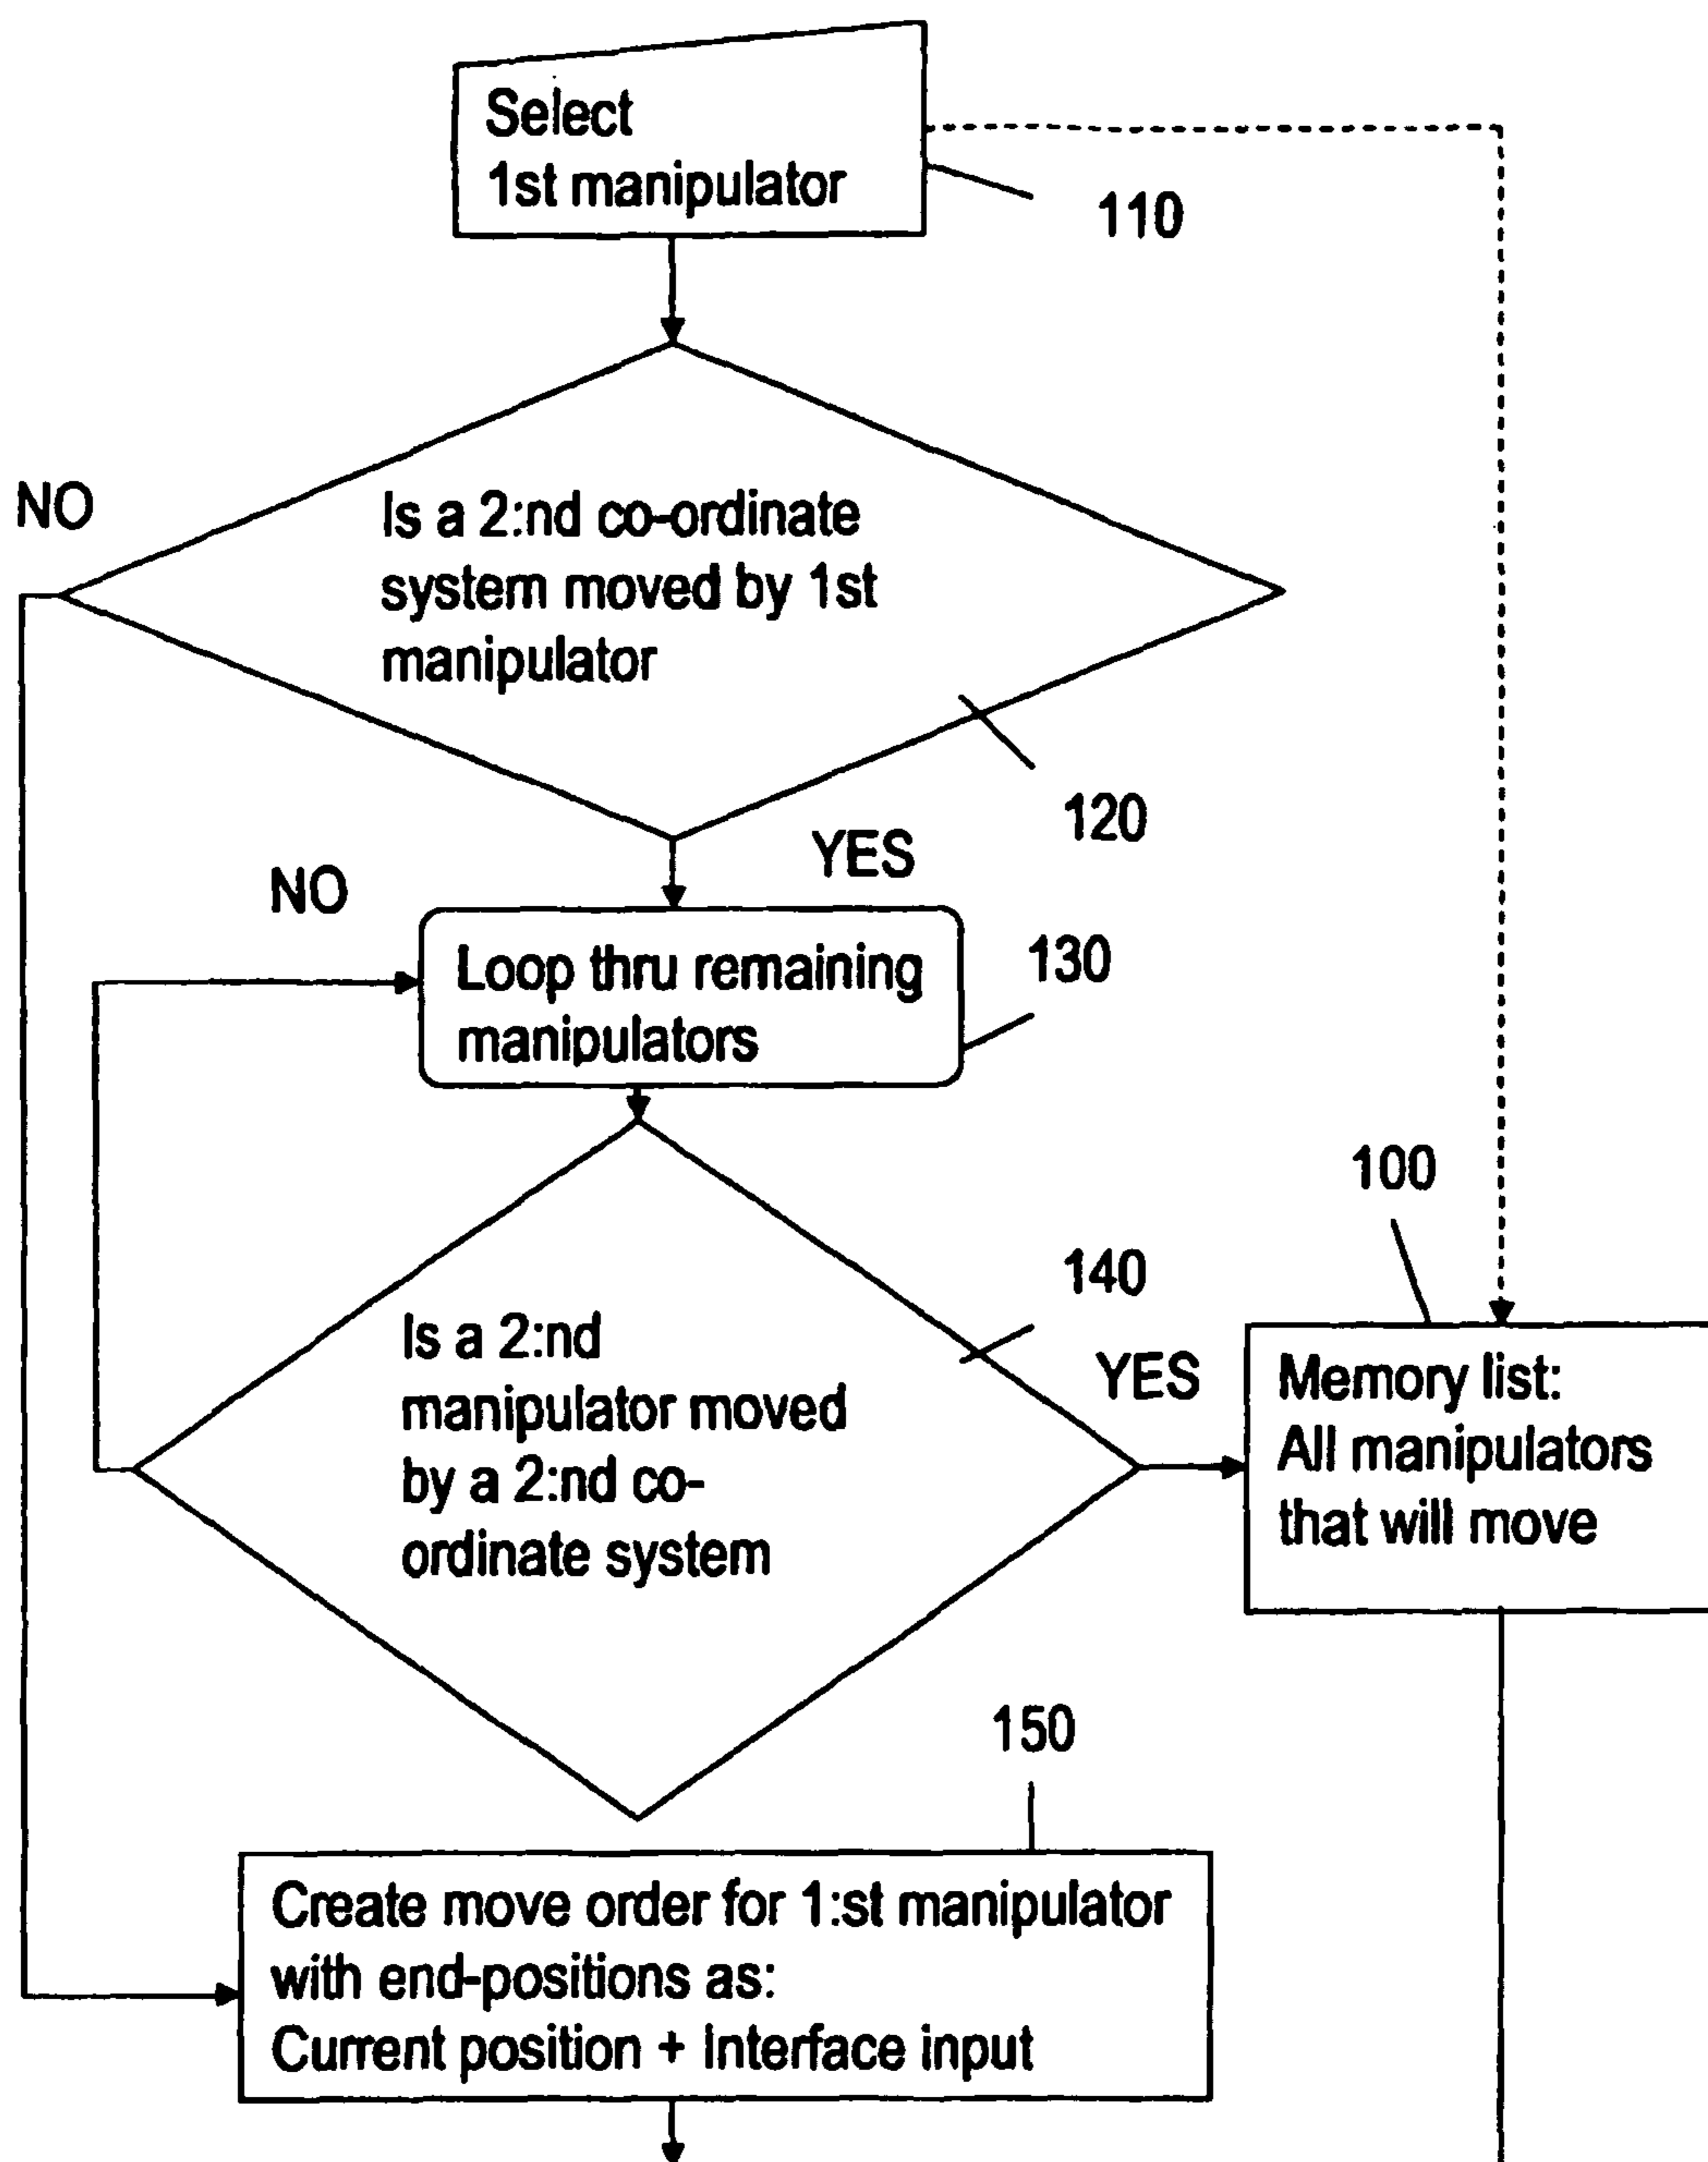 Select
1st manipulator
110
NO
Is a 2:nd co-ordinate
system moved by 1st
manipulator
120
YES
NO
Loop thru remaining
manipulators
130
100
140
Is a 2:nd
manipulator moved
by a 2:nd co-
ordinate system
YES
Memory list:
All manipulators
that will move
150
Create move order for 1:st manipulator
with end-positions as:
Current position + Interface input